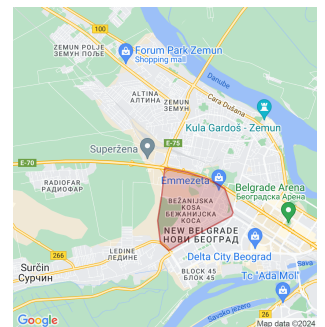 ZEMUN POLJE
ЗЕМУН ПОЉЕ
Forum Park Zemun
Shopping mall
Danube
ALTINA
АЛТИНА
Cara Dušana
ZEMUN
ЗЕМУН
Kula Gardoš - Zemun
E-75
Superžena
E-70
RADIOFAR
РАДИОФАР
Emmezeta
Belgrade Arena
Београдска Арена
BEŽANIJSKA
KOSA
БЕЖАНИЈСКА
КОСА
NEW BELGRADE
НОВИ БЕОГРАД
LEDINE
ЛЕДИНЕ
266
Delta City Beograd
Sava
Surčin
Сурчин
BLOCK 45
БЛОК 45
Tc "Ada Mol"
Savsko jezero
Google
Map data ©2024